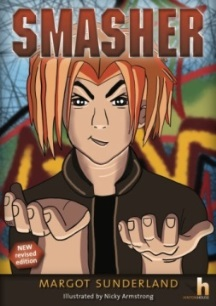 SMASHER
NEW
revised
edition
MARGOT SUNDERLAND
Illustrated by Nicky Armstrong
h